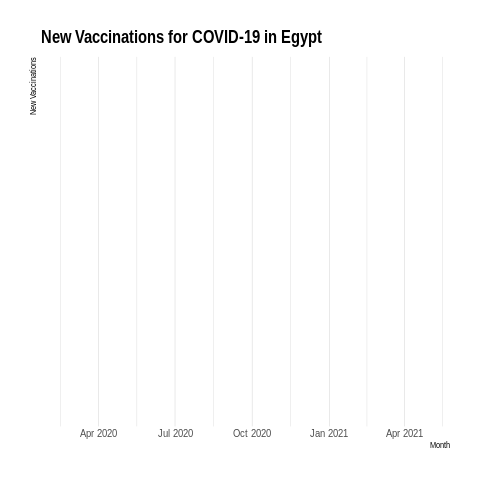 New Vaccinations for COVID-19 in Egypt
New Vaccinations
Apr 2020
Jul 2020
Oct 2020
Jan 2021
Apr 2021
Month